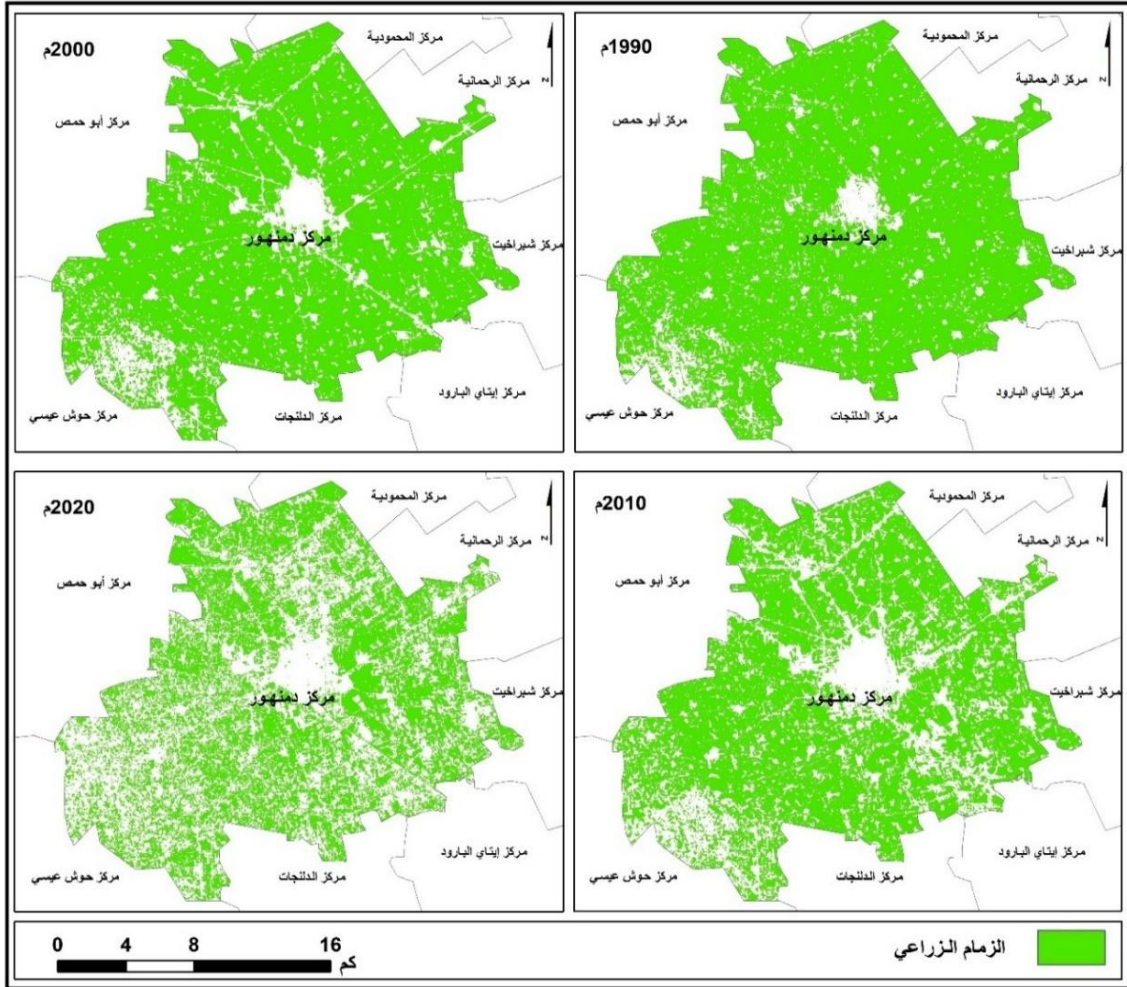 1990م
مركز المحمودية
مركز الرحمانية
مركز أبو حمص
مركز دمنهور
مركز شبراخيت
مركز إيتاي البارود
مركز الدلنجات
مركز حوش عيسي
N
2000م
مركز المحمودية
مركز الرحمانية
مركز أبو حمص
مركز دمنهور
مركز شبراخيت
مركز إيتاي البارود
مركز الدلنجات
مركز حوش عيسي
N
2010م
مركز المحمودية
مركز الرحمانية
مركز أبو حمص
مركز دمنهور
مركز شبراخيت
مركز إيتاي البارود
مركز الدلنجات
مركز حوش عيسي
N
2020م
مركز المحمودية
مركز الرحمانية
مركز أبو حمص
مركز دمنهور
مركز شبراخيت
مركز إيتاي البارود
مركز الدلنجات
مركز حوش عيسي
N
الزمام الزراعي
0 4 8 16
كم